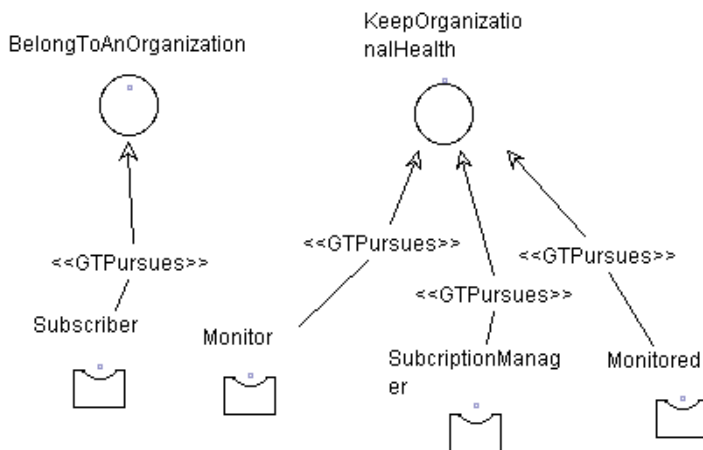 KeepOrganizatio
nalHealth
BelongToAnOrganization
<<GTPursues>>
<<GTPursues>>
<<GTPursues>>
<<GTPursues>>
Subscriber
Monitor
SubcriptionManag
er
Monitored